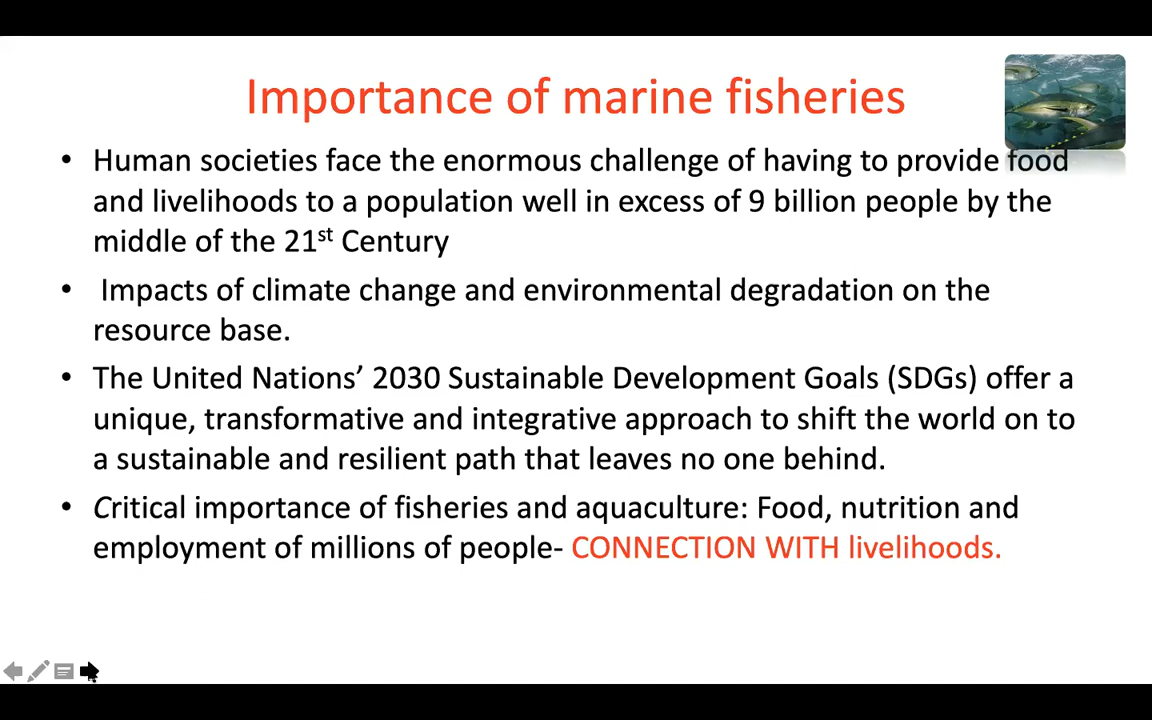 Importance of marine fisheries
• Human societies face the enormous challenge of having to provide food
and livelihoods to a population well in excess of 9 billion people by the
middle of the 21st Century
• Impacts of climate change and environmental degradation on the
resource base.
• The United Nations’ 2030 Sustainable Development Goals (SDGs) offer a
unique, transformative and integrative approach to shift the world on to
a sustainable and resilient path that leaves no one behind.
• Critical importance of fisheries and aquaculture: Food, nutrition and
employment of millions of people- CONNECTION WITH livelihoods.